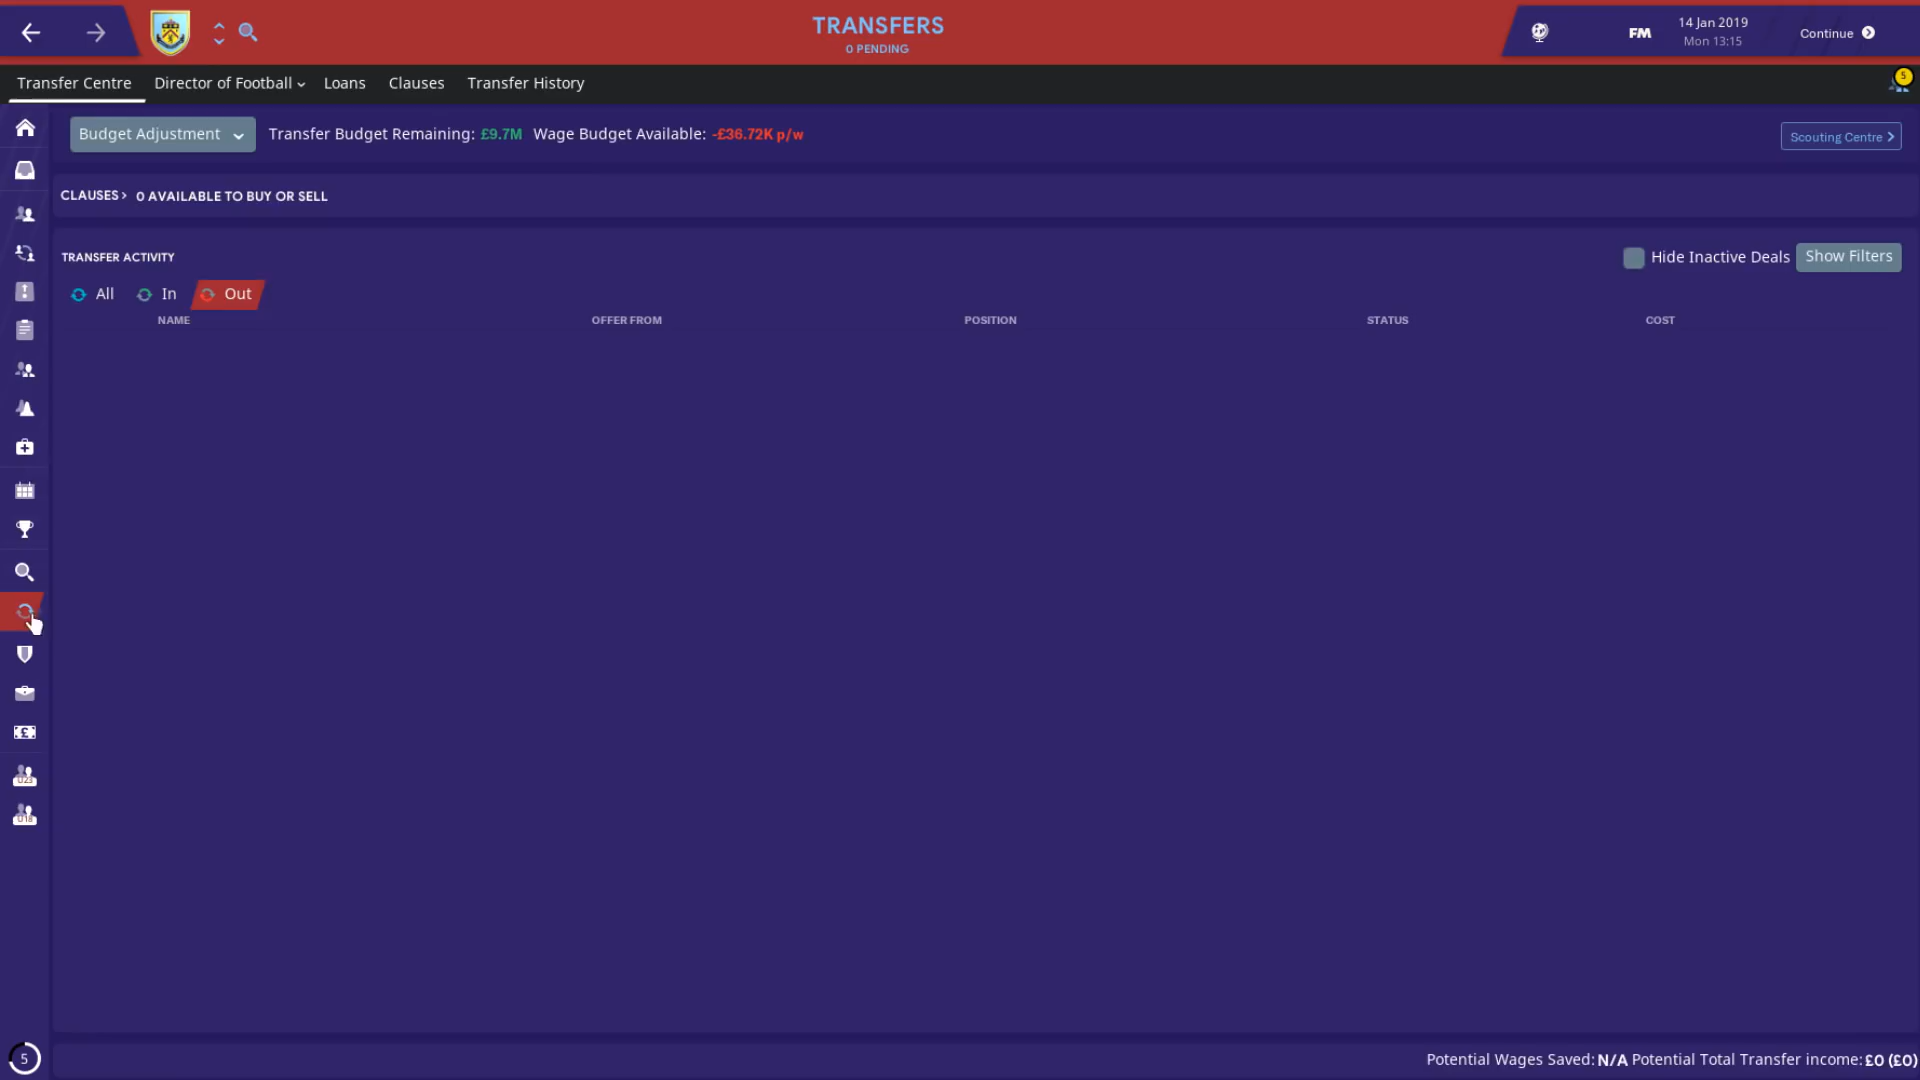 TRANSFERS
0 PENDING
FM
14 Jan 2019
Mon 13:15
Continue
Transfer Centre Director of Football Loans Clauses Transfer History
5
Budget Adjustment Transfer Budget Remaining: £9.7M Wage Budget Available: -£36.72K p/w
Scouting Centre >
CLAUSES > 0 AVAILABLE TO BUY OR SELL
TRANSFER ACTIVITY
Hide Inactive Deals Show Filters
All In Out
NAME OFFER FROM POSITION STATUS COST
U23
U18
5
Potential Wages Saved: N/A Potential Total Transfer income: £0 (£0)